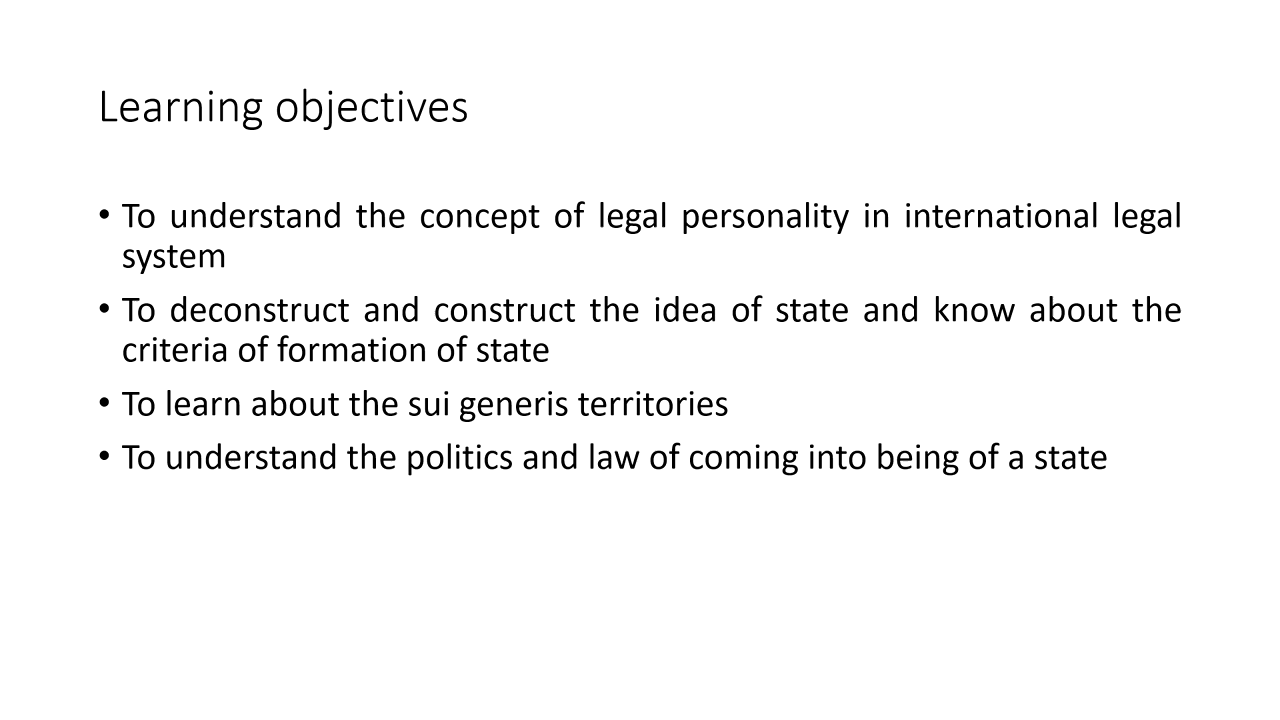 Learning objectives
• To understand the concept of legal personality in international legal
system
• To deconstruct and construct the idea of state and know about the
criteria of formation of state
• To learn about the sui generis territories
• To understand the politics and law of coming into being of a state